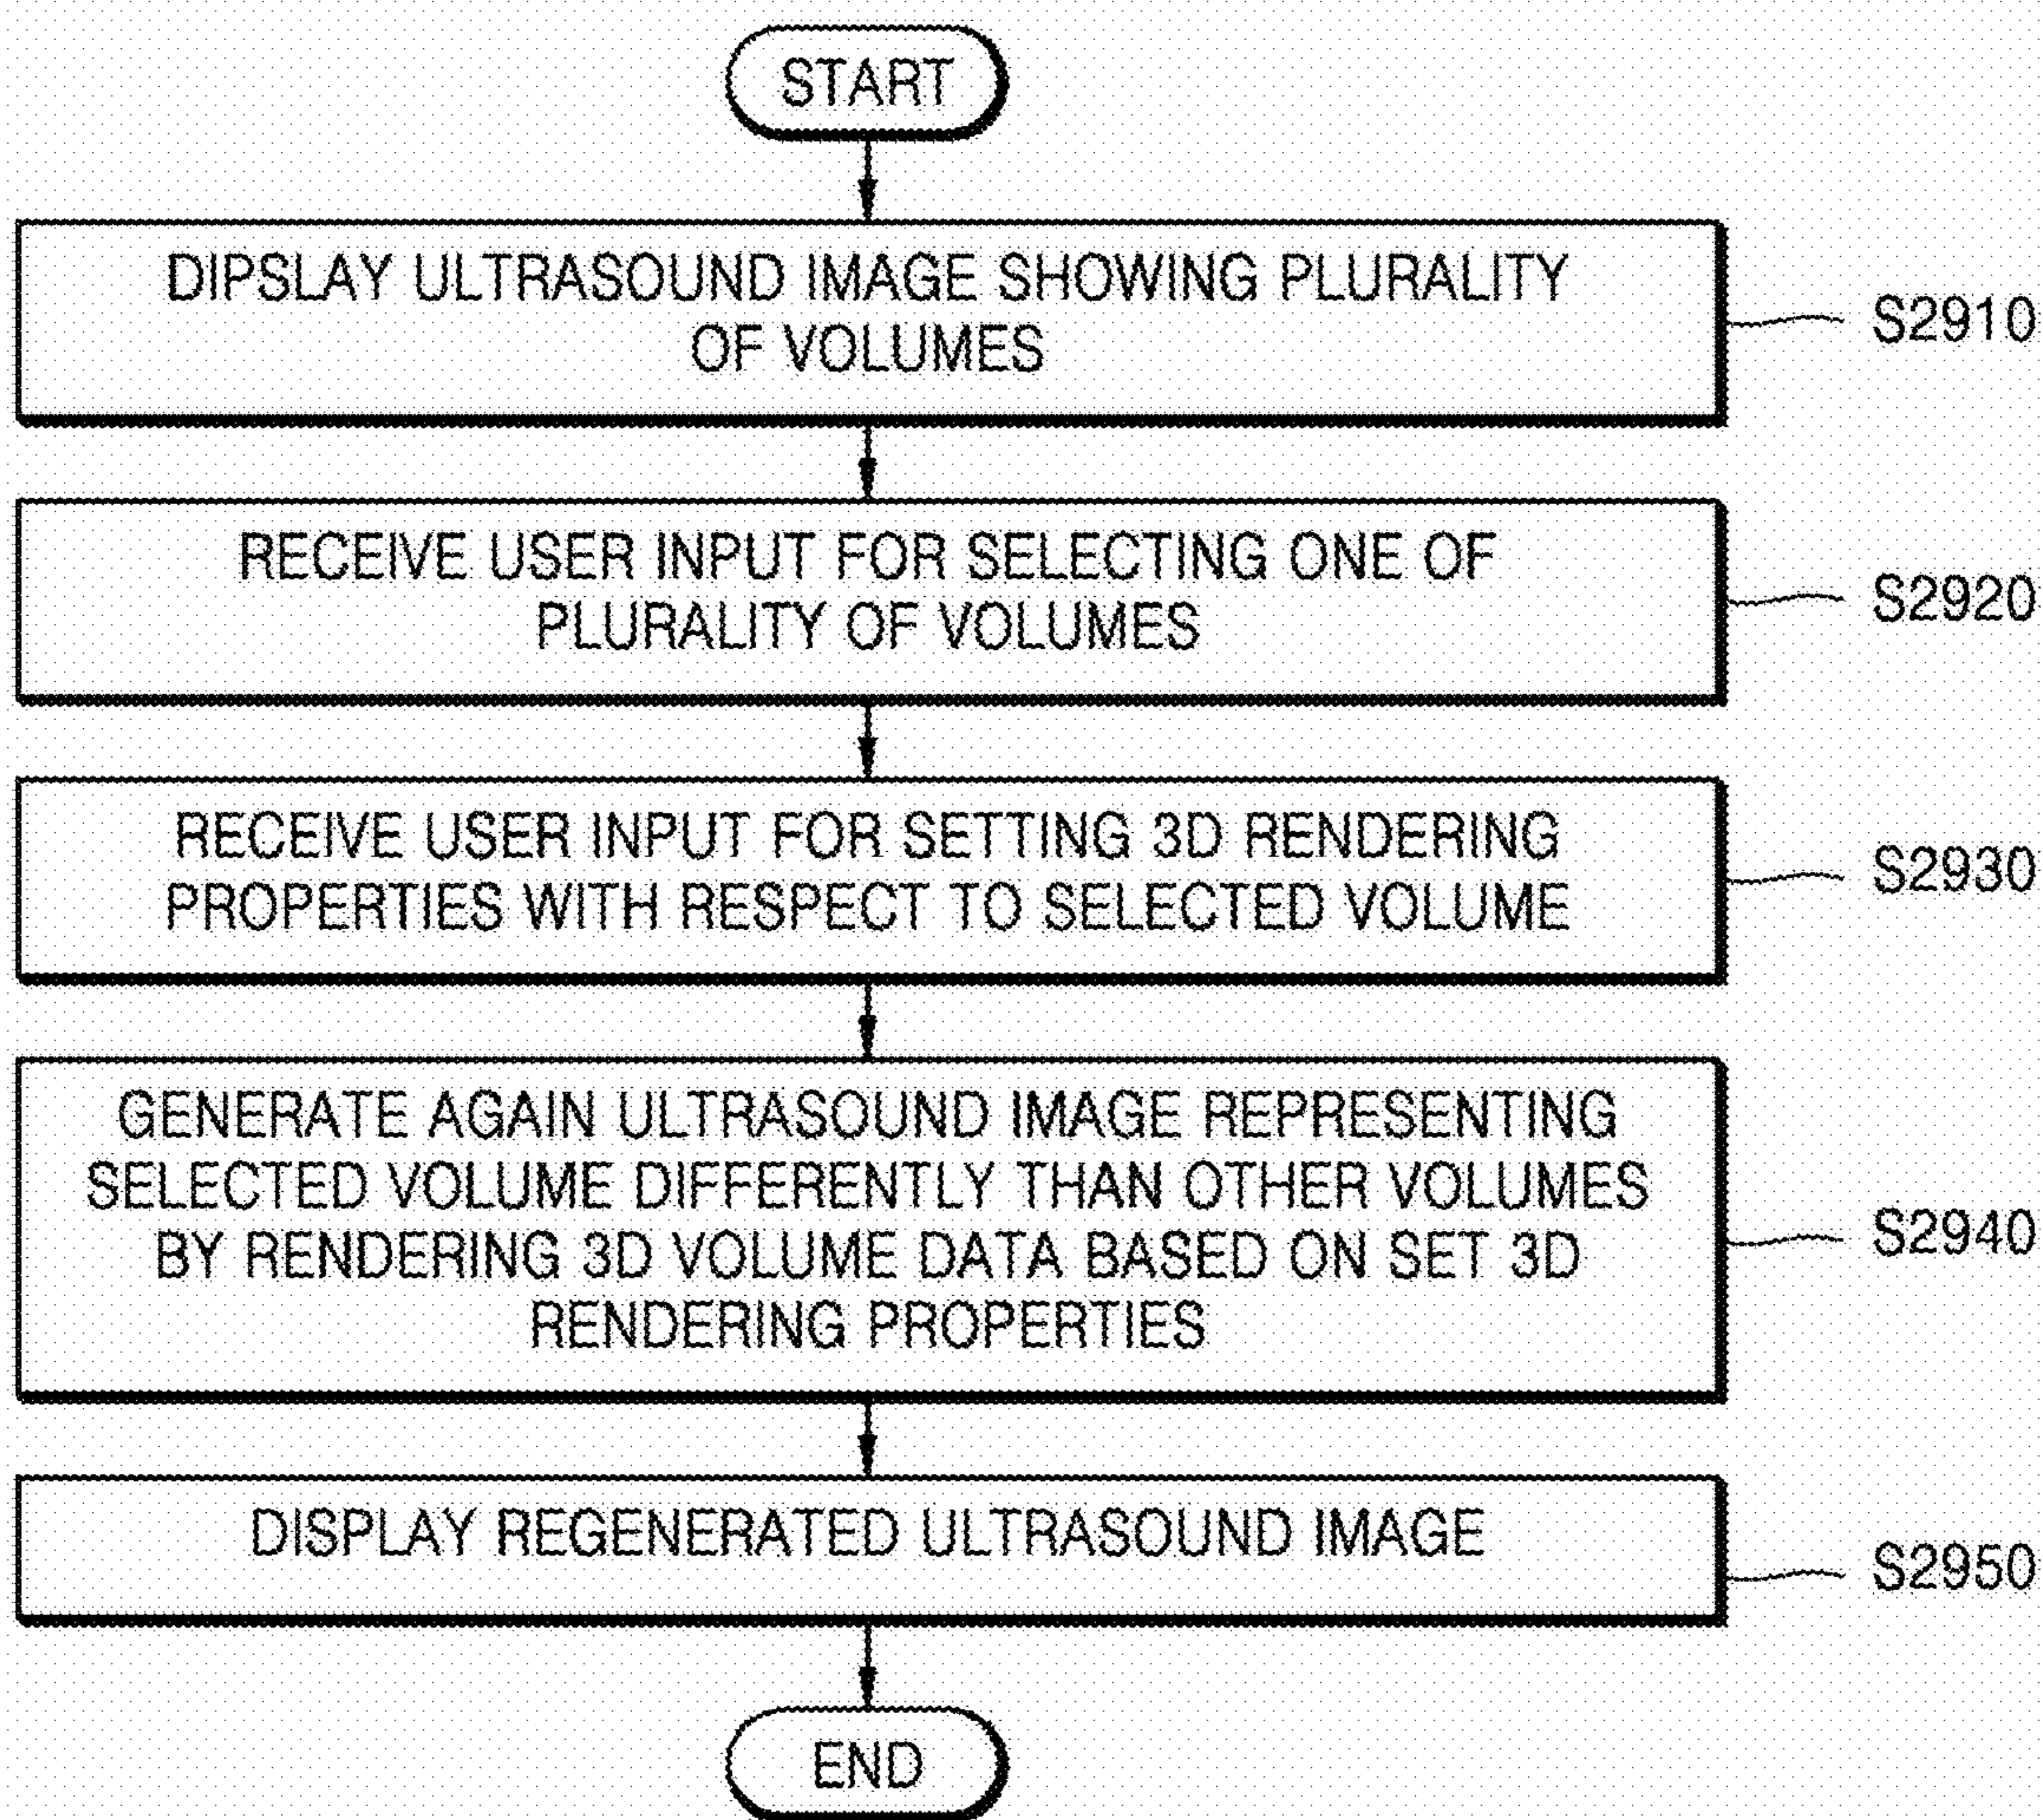 START
DIPSLAY ULTRASOUND IMAGE SHOWING PLURALITY
OF VOLUMES
S2910
RECEIVE USER INPUT FOR SELECTING ONE OF
PLURALITY OF VOLUMES
S2920
RECEIVE USER INPUT FOR SETTING 3D RENDERING
PROPERTIES WITH RESPECT TO SELECTED VOLUME
S2930
GENERATE AGAIN ULTRASOUND IMAGE REPRESENTING
SELECTED VOLUME DIFFERENTLY THAN OTHER VOLUMES
BY RENDERING 3D VOLUME DATA BASED ON SET 3D
RENDERING PROPERTIES
S2940
DISPLAY REGENERATED ULTRASOUND IMAGE
S2950
END